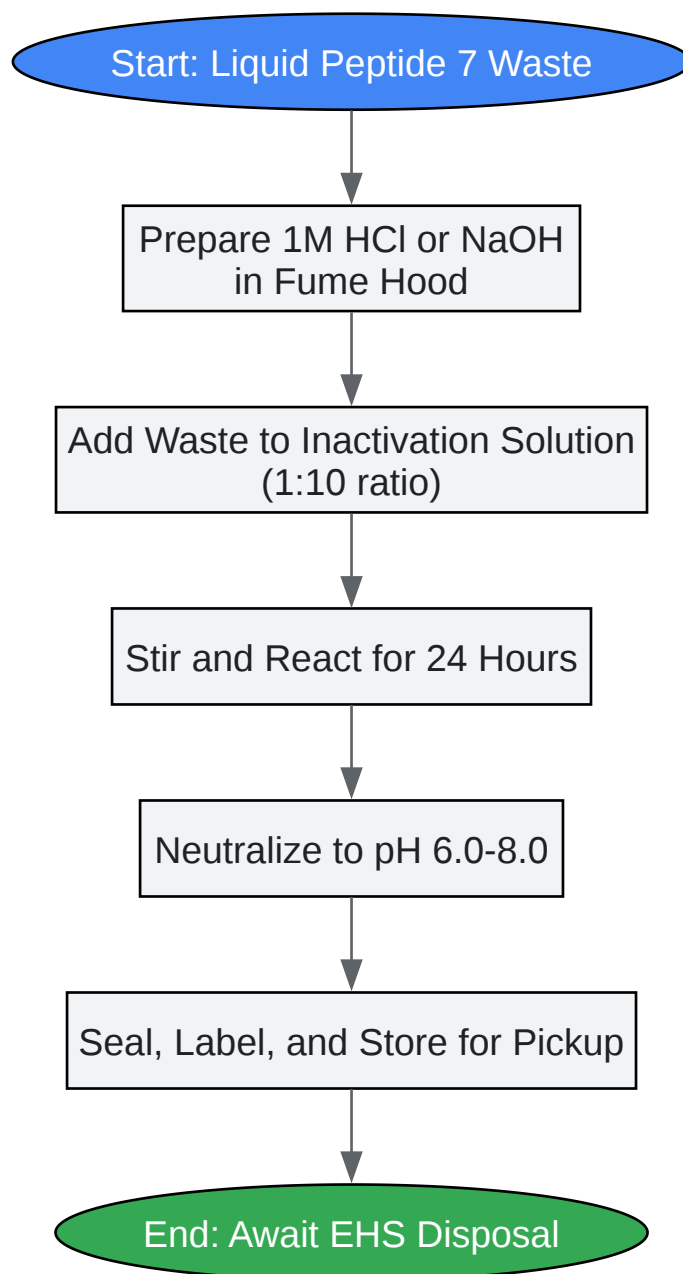 Start: Liquid Peptide 7 Waste
Prepare 1M HCl or NaOH
in Fume Hood
Add Waste to Inactivation Solution
(1:10 ratio)
Stir and React for 24 Hours
Neutralize to pH 6.0-8.0
Seal, Label, and Store for Pickup
End: Await EHS Disposal